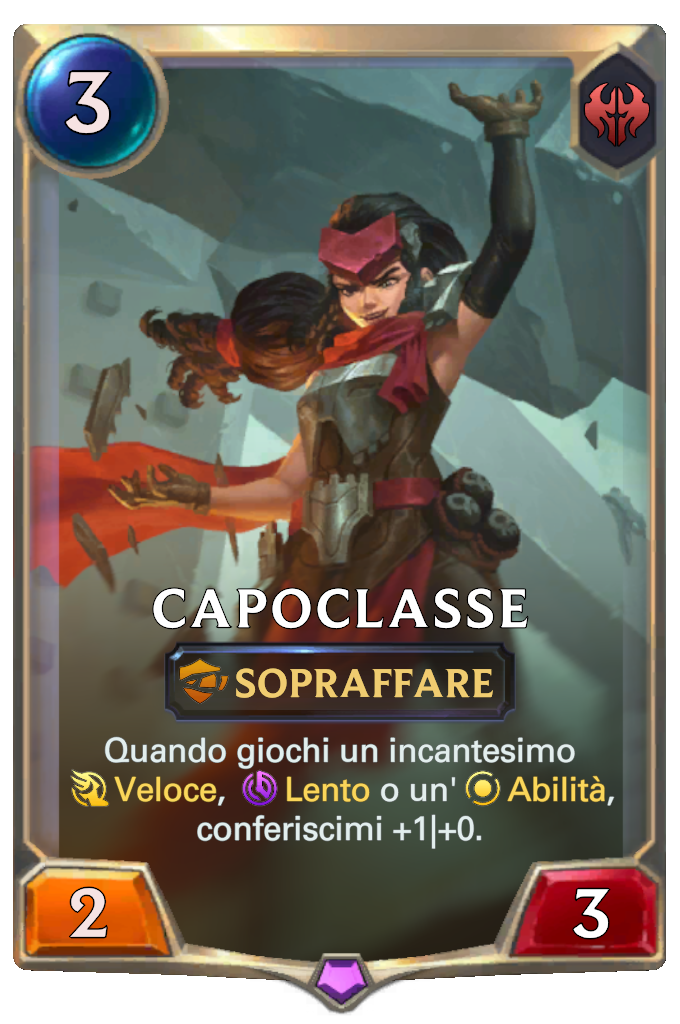 3
CAPOCLASSE
SOPRAFFARE
Quando giochi un incantesimo
Veloce, Lento o un' Abilità,
conferiscimi +1|+0.
2
3